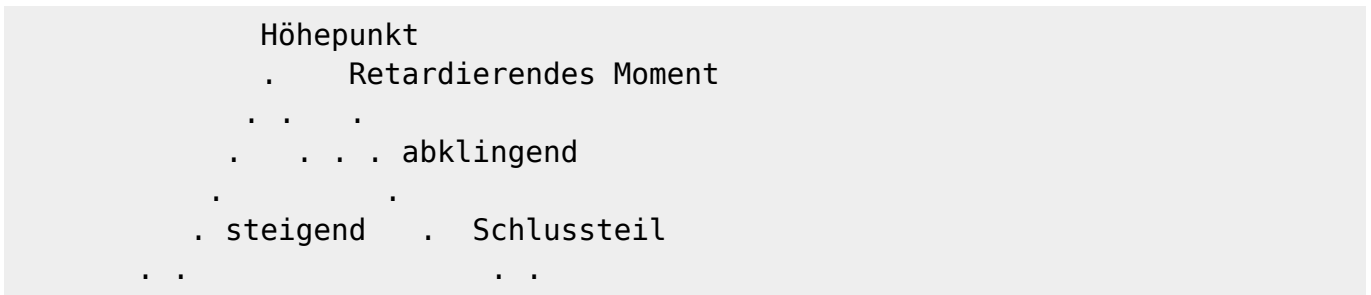 Höhepunkt
. Retardierendes Moment
. . .
. . . . abklingend
. .
. steigend . Schlussteil
. . . .